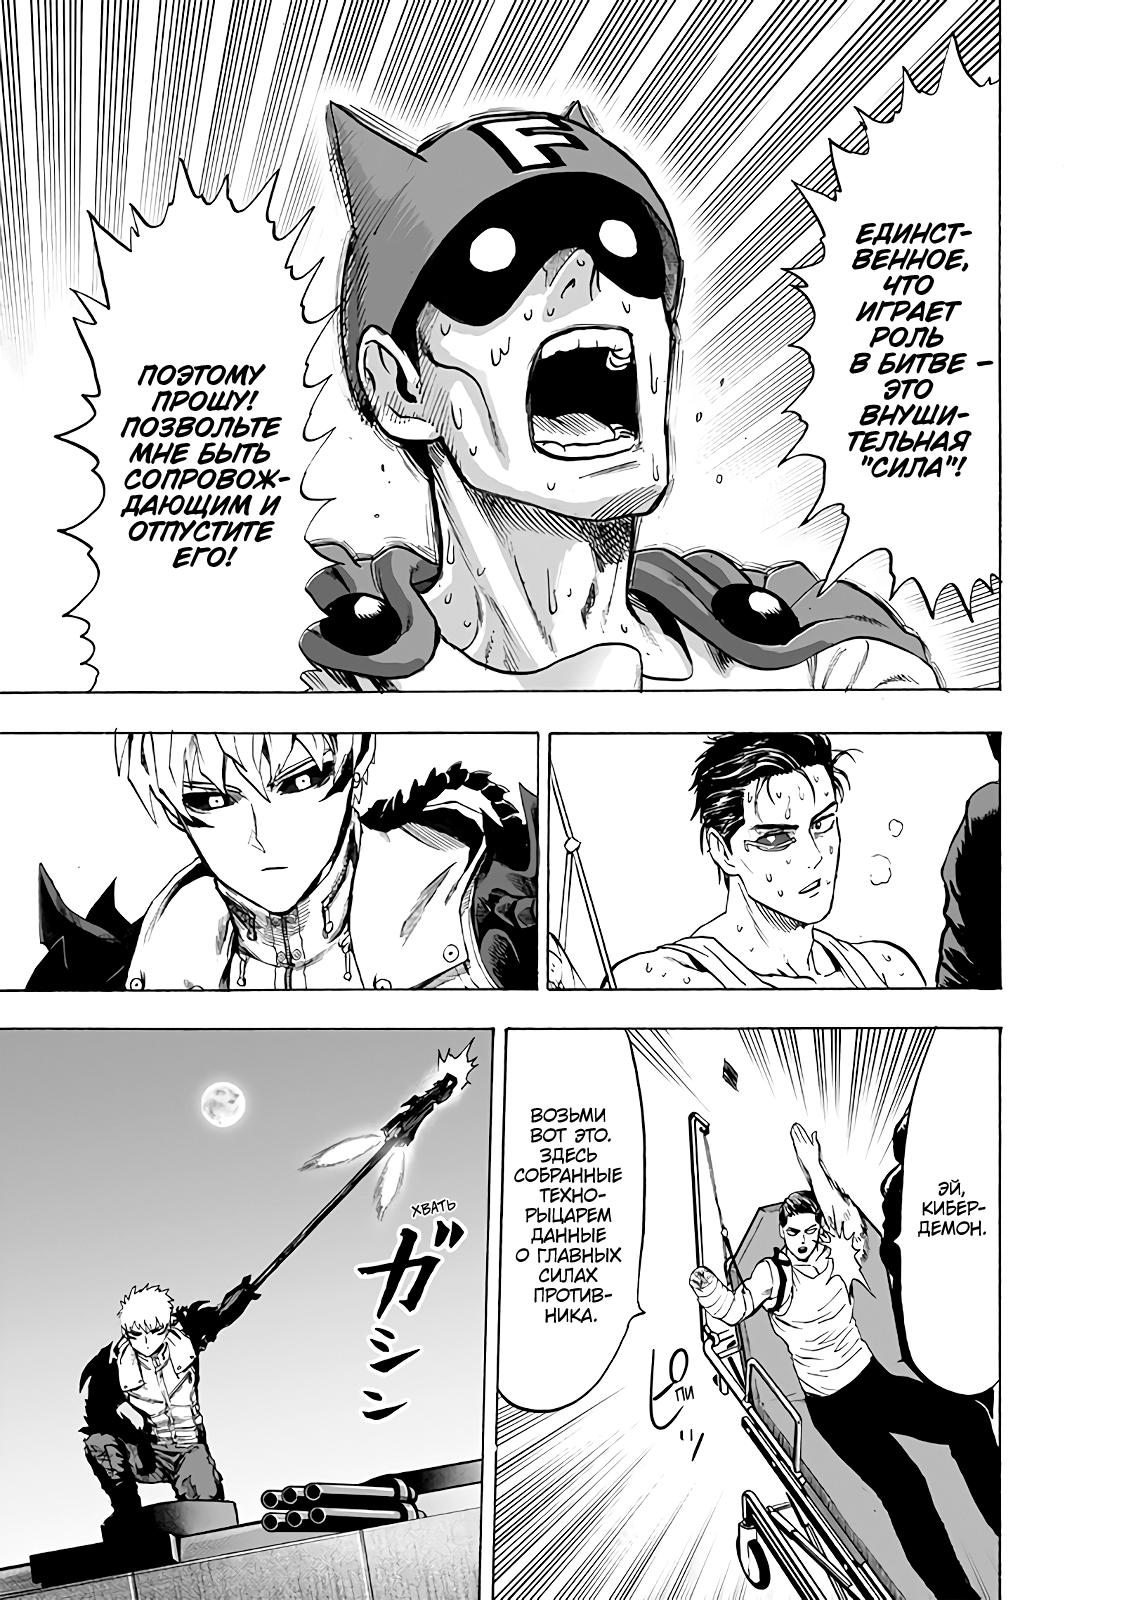 F
ЕДИНСТ-
ВЕННОЕ,
ЧТО
ИГРАЕТ
РОЛЬ
В БИТВЕ –
ЭТО
ВНУШИ-
ТЕЛЬНАЯ
"СИЛА"!
ПОЭТОМУ
ПРОШУ!
ПОЗВОЛЬТЕ
МНЕ БЫТЬ
СОПРОВОЖ-
ДАЮЩИМ И
ОТПУСТИТЕ
ЕГО!
ЭЙ,
КИБЕР-
ДЕМОН.
ВОЗЬМИ
ВОТ ЭТО.
ЗДЕСЬ
СОБРАННЫЕ
ТЕХНО-
РЫЦАРЕМ
ДАННЫЕ
О ГЛАВНЫХ
СИЛАХ
ПРОТИВ-
НИКА.
ピッ
ПИ
ХВАТЬ
ガシン